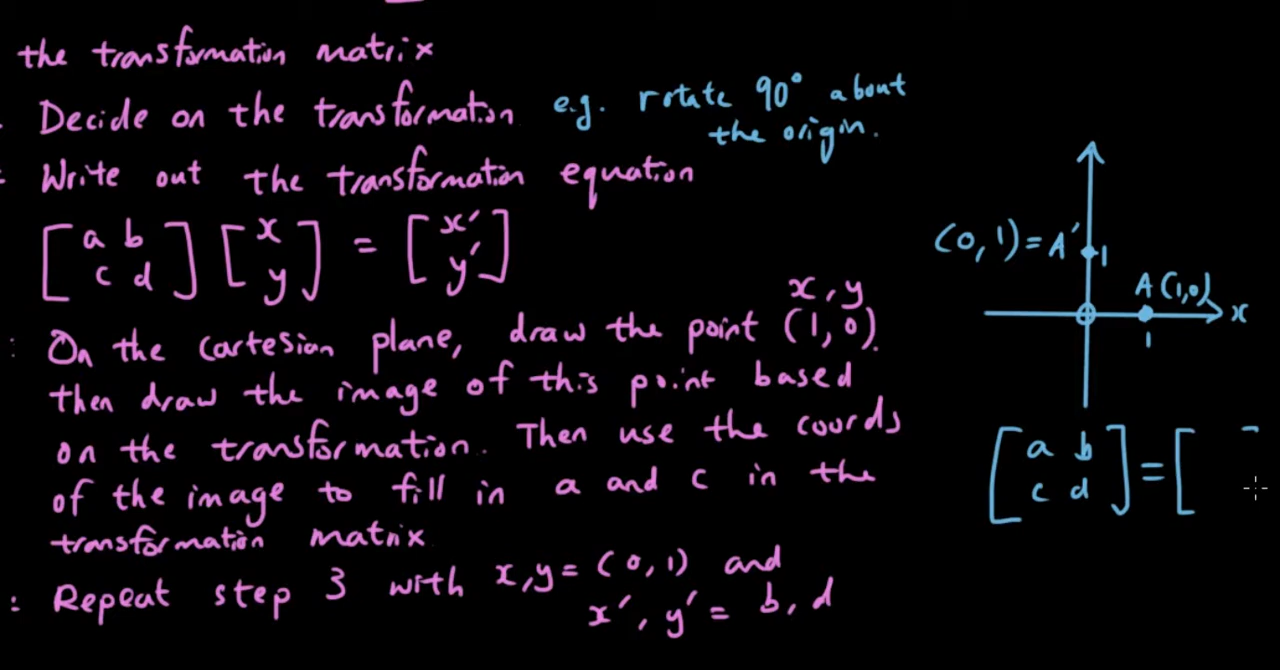 the transformation matrix
Decide on the transformation e.g. rotate 90° about
the origin.
Write out the transformation equation
[a b
c d] [x
y] = [x'
y']
On the cartesian plane, draw the point (1, 0)
x, y
then draw the image of this point based
on the transformation. Then use the coords
of the image to fill in a and c in the
transformation matrix
: Repeat step 3 with x,y = (0, 1) and
x', y' = b, d
(0, 1) = A' 1
A (1,0)
x
1
[a b
c d] = [